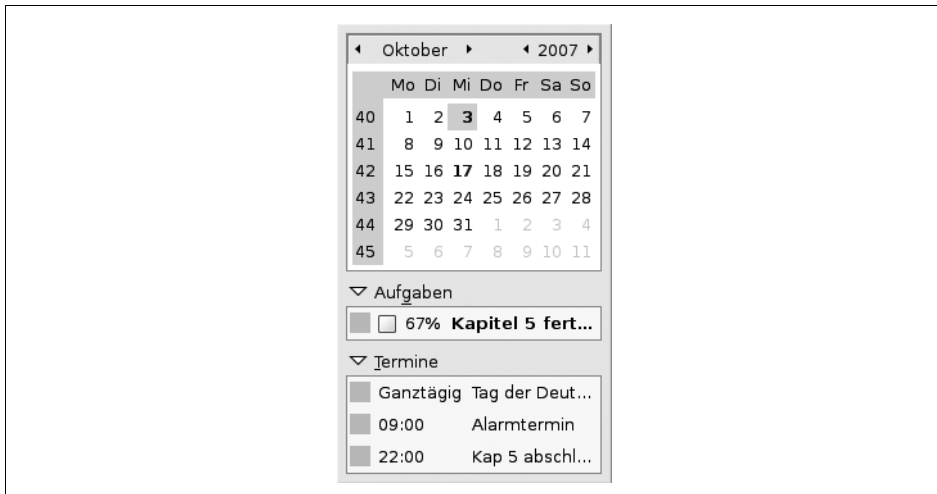 Oktober 2007
Mo Di Mi Do Fr Sa So
40 1 2 3 4 5 6 7
41 8 9 10 11 12 13 14
42 15 16 17 18 19 20 21
43 22 23 24 25 26 27 28
44 29 30 31 1 2 3 4
45 5 6 7 8 9 10 11
Aufgaben
67% Kapitel 5 fert...
Termine
Ganztägig Tag der Deut...
09:00 Alarmtermin
22:00 Kap 5 abschl...